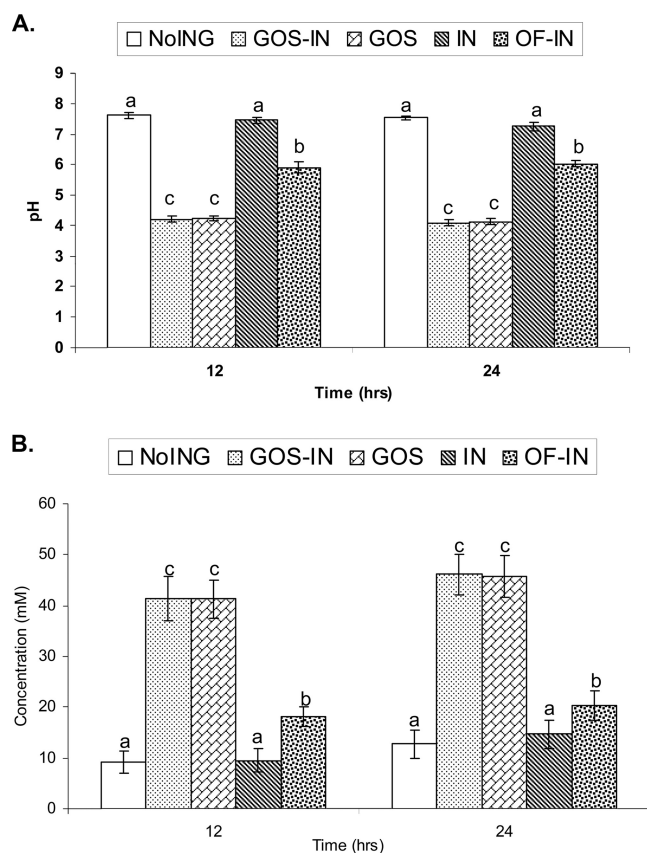 A.
NoING GOS-IN GOS IN OF-IN
9
8
7
6
5
4
3
2
1
0
pH
a c c a b
a c c a b
12 24
Time (hrs)
B.
NoING GOS-IN GOS IN OF-IN
60
50
40
30
20
10
0
Concentration (mM)
a c c a b
a c c a b
12 24
Time (hrs)